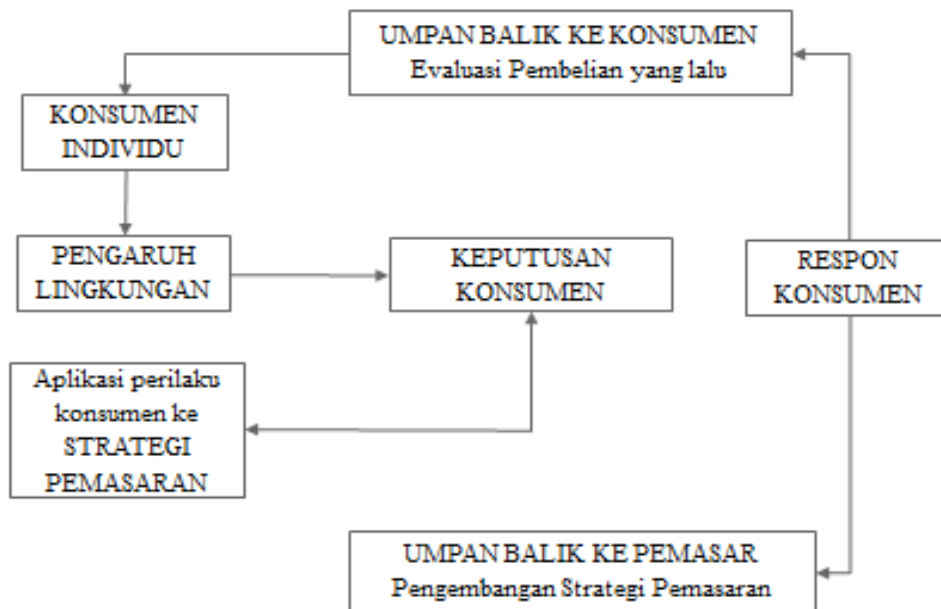 UMPAN BALIK KE KONSUMEN
Evaluasi Pembelian yang lalu
KONSUMEN
INDIVIDU
PENGARUH
LINGKUNGAN
KEPUTUSAN
KONSUMEN
RESPON
KONSUMEN
Aplikasi perilaku
konsumen ke
STRATEGI
PEMASARAN
UMPAN BALIK KE PEMASAR
Pengembangan Strategi Pemasaran